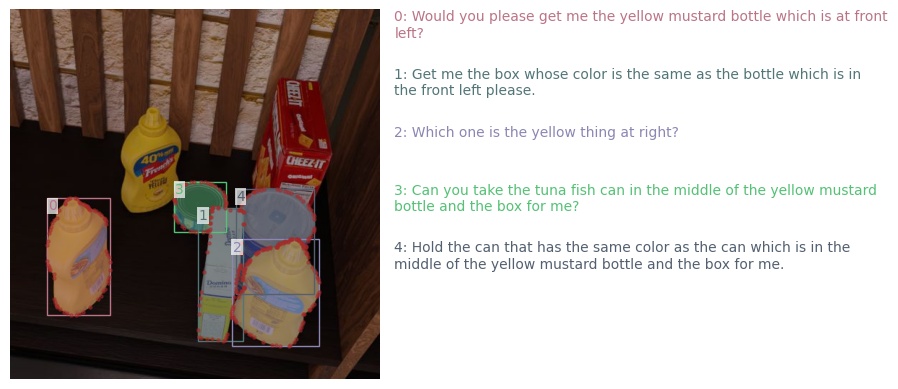 0: Would you please get me the yellow mustard bottle which is at front
left?
1: Get me the box whose color is the same as the bottle which is in
the front left please.
2: Which one is the yellow thing at right?
3: Can you take the tuna fish can in the middle of the yellow mustard
bottle and the box for me?
4: Hold the can that has the same color as the can which is in the
middle of the yellow mustard bottle and the box for me.
CHEEZ-IT
40%
French's
YELLOW
CHEEZ-IT
3
4
0
1
2
Domino